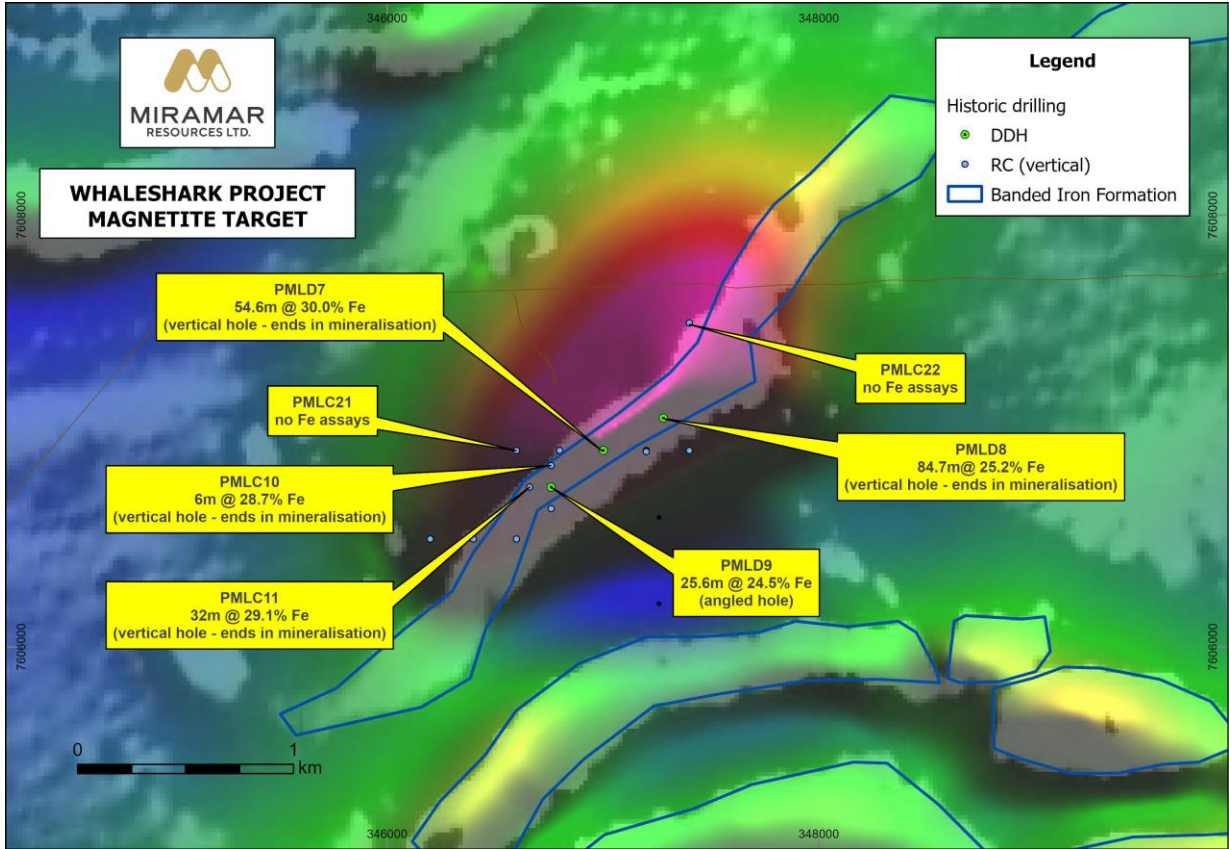 346000
348000
MIRAMAR
RESOURCES LTD.
WHALESHARK PROJECT
MAGNETITE TARGET
Legend
Historic drilling
DDH
RC (vertical)
Banded Iron Formation
7608000
7608000
PMLD7
54.6m @ 30.0% Fe
(vertical hole - ends in mineralisation)
PMLC22
no Fe assays
PMLC21
no Fe assays
PMLD8
84.7m@ 25.2% Fe
(vertical hole - ends in mineralisation)
PMLC10
6m @ 28.7% Fe
(vertical hole - ends in mineralisation)
PMLD9
25.6m @ 24.5% Fe
(angled hole)
PMLC11
32m @ 29.1% Fe
(vertical hole - ends in mineralisation)
7606000
7606000
0 1
km
346000
348000